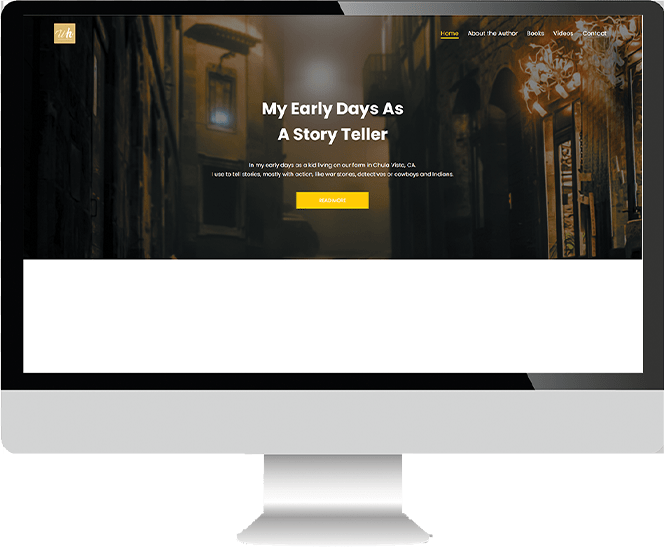 Wh
Home About the Author Books Videos Contact
My Early Days As
A Story Teller
In my early days as a kid living on our farm in Chula Vista, CA.
I use to tell stories, mostly with action, like war stories, detectives or cowboys and Indians.
READ MORE